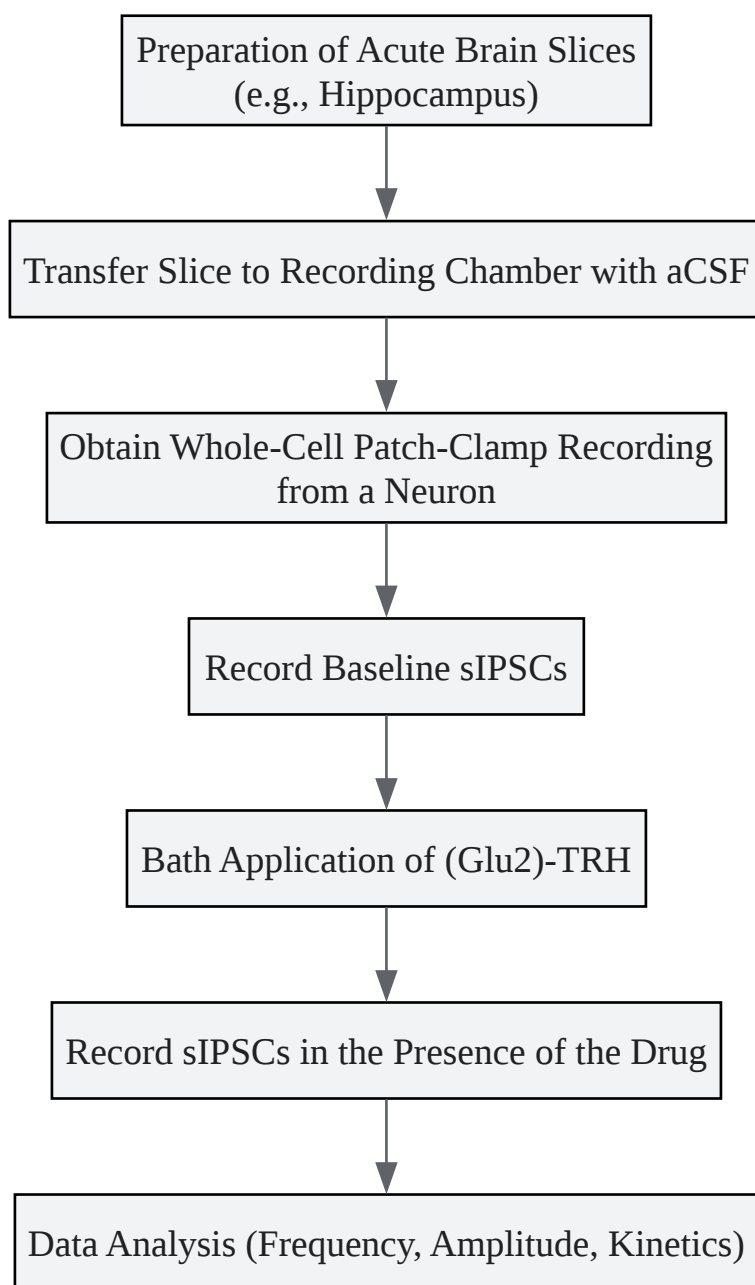 Preparation of Acute Brain Slices
(e.g., Hippocampus)
Transfer Slice to Recording Chamber with aCSF
Obtain Whole-Cell Patch-Clamp Recording
from a Neuron
Record Baseline sIPSCs
Bath Application of (Glu2)-TRH
Record sIPSCs in the Presence of the Drug
Data Analysis (Frequency, Amplitude, Kinetics)